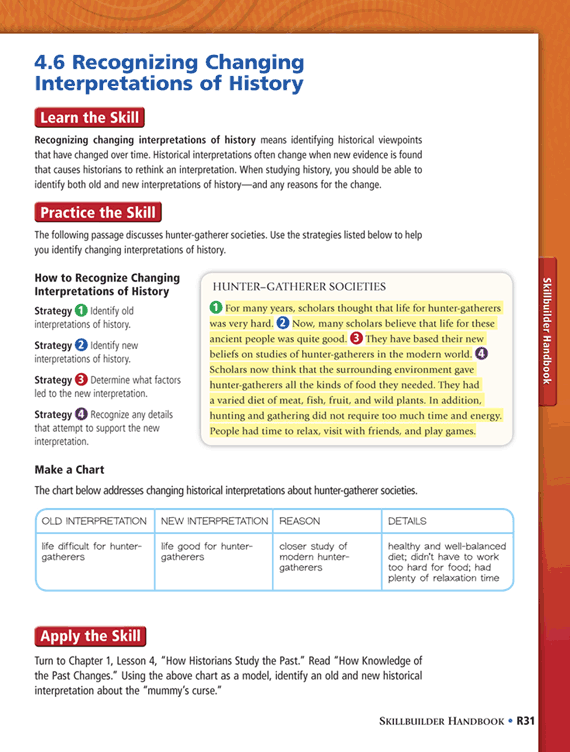 4.6 Recognizing Changing
Interpretations of History
Learn the Skill
Recognizing changing interpretations of history means identifying historical viewpoints
that have changed over time. Historical interpretations often change when new evidence is found
that causes historians to rethink an interpretation. When studying history, you should be able to
identify both old and new interpretations of history—and any reasons for the change.
Practice the Skill
The following passage discusses hunter-gatherer societies. Use the strategies listed below to help
you identify changing interpretations of history.
How to Recognize Changing
Interpretations of History
Strategy 1 Identify old
interpretations of history.
Strategy 2 Identify new
interpretations of history.
Strategy 3 Determine what factors
led to the new interpretation.
Strategy 4 Recognize any details
that attempt to support the new
interpretation.
HUNTER–GATHERER SOCIETIES
1 For many years, scholars thought that life for hunter-gatherers
was very hard. 2 Now, many scholars believe that life for these
ancient people was quite good. 3 They have based their new
beliefs on studies of hunter-gatherers in the modern world. 4
Scholars now think that the surrounding environment gave
hunter-gatherers all the kinds of food they needed. They had
a varied diet of meat, fish, fruit, and wild plants. In addition,
hunting and gathering did not require too much time and energy.
People had time to relax, visit with friends, and play games.
Make a Chart
The chart below addresses changing historical interpretations about hunter-gatherer societies.
OLD INTERPRETATION NEW INTERPRETATION REASON DETAILS
life difficult for hunter-
gatherers
life good for hunter-
gatherers
closer study of
modern hunter-
gatherers
healthy and well-balanced
diet; didn't have to work
too hard for food; had
plenty of relaxation time
Apply the Skill
Turn to Chapter 1, Lesson 4, "How Historians Study the Past." Read "How Knowledge of
the Past Changes." Using the above chart as a model, identify an old and new historical
interpretation about the "mummy's curse."
Skillbuilder Handbook
SKILLBUILDER HANDBOOK • R31